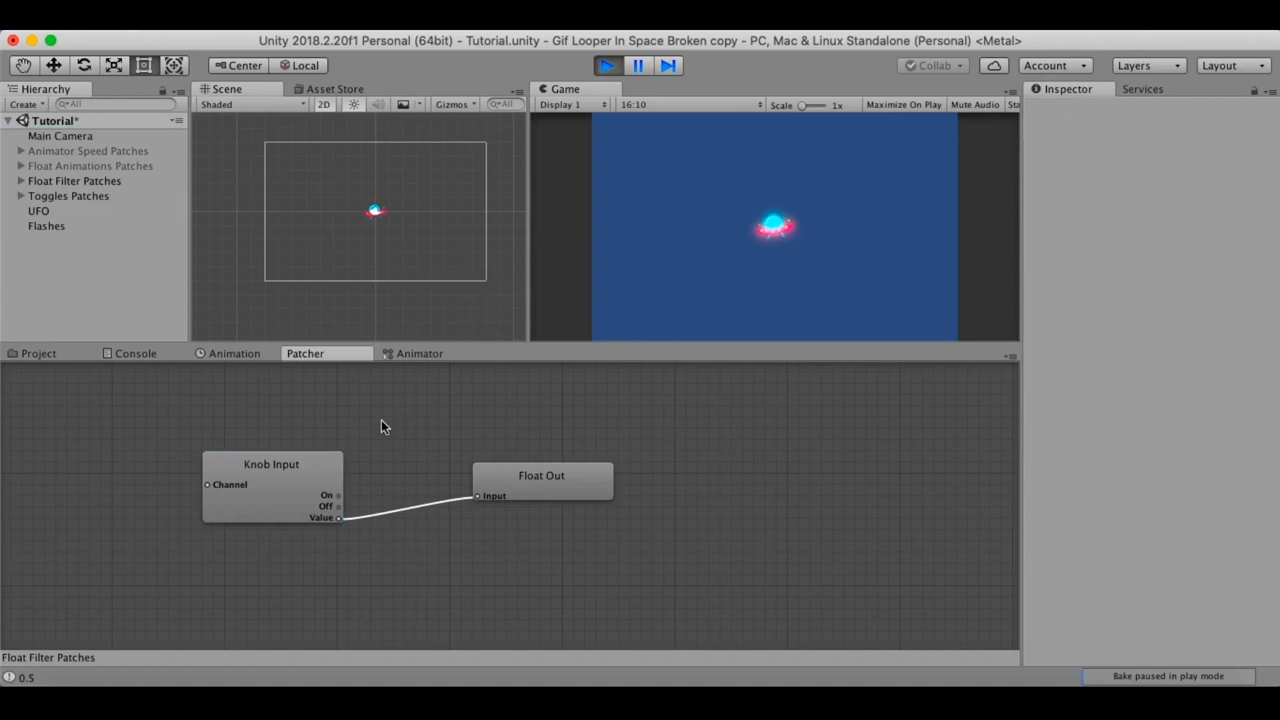 Unity 2018.2.20f1 Personal (64bit) - Tutorial.unity - Gif Looper In Space Broken copy - PC, Mac & Linux Standalone (Personal) <Metal>
Center Local Collab Account Layers Layout
Hierarchy Scene Asset Store Game Inspector Services
Create All Shaded 2D Gizmos All Display 1 16:10 Scale 1x Maximize On Play Mute Audio Sta
Tutorial*
Main Camera
Animator Speed Patches
Float Animations Patches
Float Filter Patches
Toggles Patches
UFO
Flashes
Project Console Animation Patcher Animator
Knob Input
Channel
On
Off
Value
Float Out
Input
Float Filter Patches
0.5
Bake paused in play mode